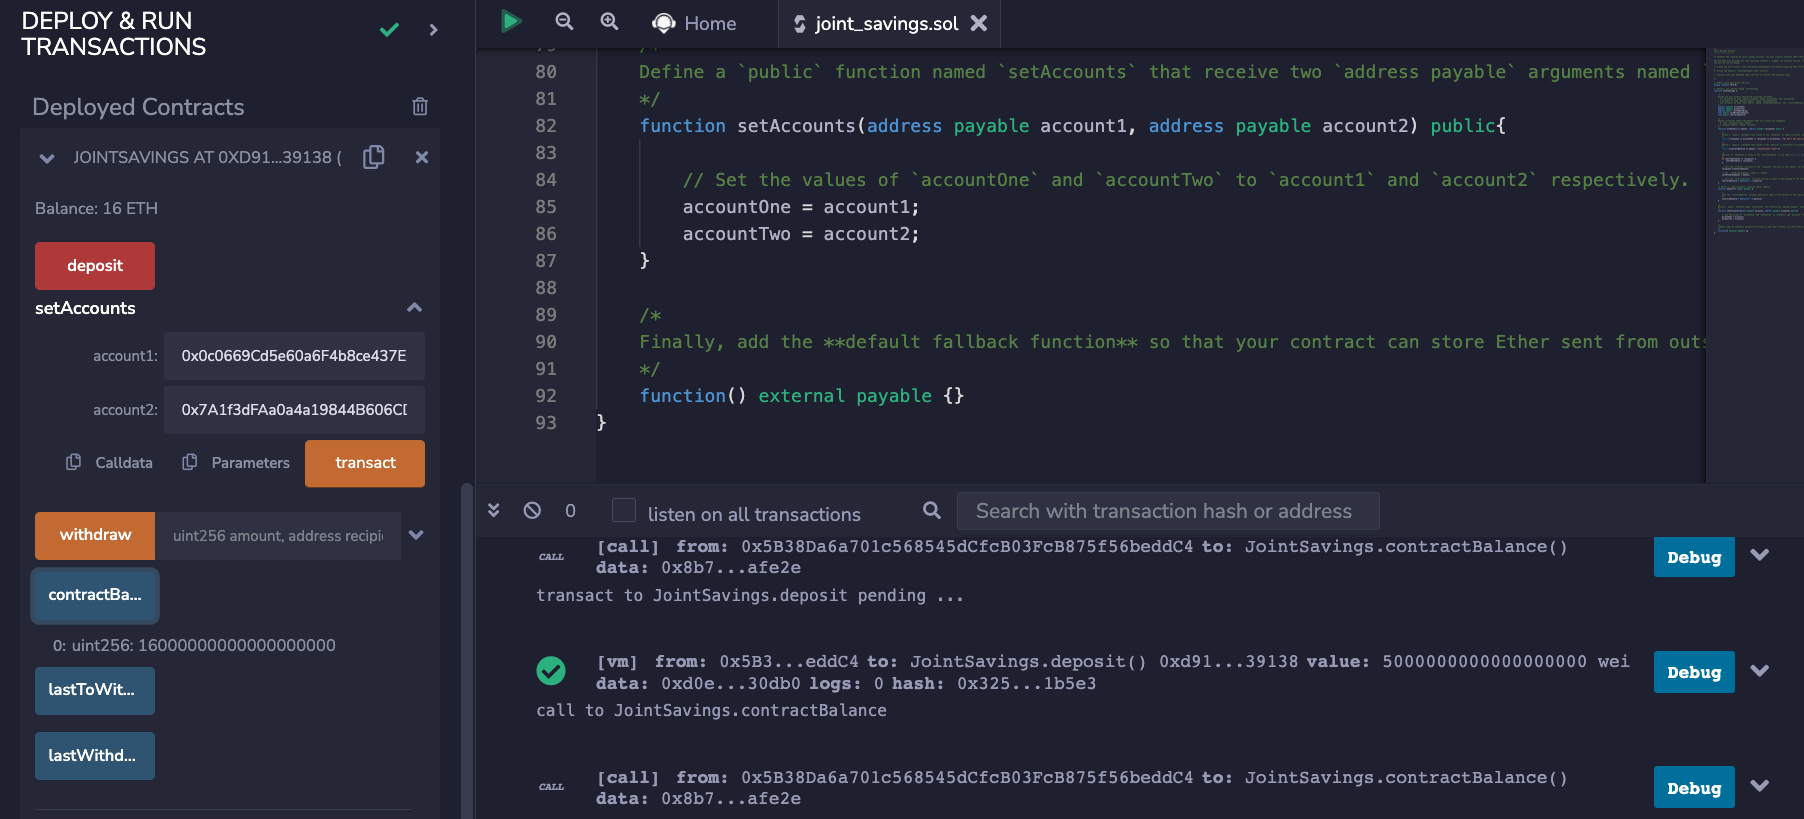 DEPLOY & RUN
TRANSACTIONS
Deployed Contracts
JOINTSAVINGS AT 0XD91...39138 (
Balance: 16 ETH
deposit
setAccounts
account1: 0x0c0669Cd5e60a6F4b8ce437E
account2: 0x7A1f3dFAa0a4a19844B606CD
Calldata Parameters transact
withdraw uint256 amount, address recipi
contractBa...
0: uint256: 16000000000000000000
lastToWit...
lastWithd...
Home joint_savings.sol
80 Define a `public` function named `setAccounts` that receive two `address payable` arguments named `
81 */
82 function setAccounts(address payable account1, address payable account2) public{
83
84 // Set the values of `accountOne` and `accountTwo` to `account1` and `account2` respectively.
85 accountOne = account1;
86 accountTwo = account2;
87 }
88
89 /*
90 Finally, add the **default fallback function** so that your contract can store Ether sent from outs
91 */
92 function() external payable {}
93 }
0 listen on all transactions Search with transaction hash or address
CALL [call] from: 0x5B38Da6a701c568545dCfcB03FcB875f56beddC4 to: JointSavings.contractBalance() Debug
data: 0x8b7...afe2e
transact to JointSavings.deposit pending ...
[vm] from: 0x5B3...eddC4 to: JointSavings.deposit() 0xd91...39138 value: 5000000000000000000 wei Debug
data: 0xd0e...30db0 logs: 0 hash: 0x325...1b5e3
call to JointSavings.contractBalance
CALL [call] from: 0x5B38Da6a701c568545dCfcB03FcB875f56beddC4 to: JointSavings.contractBalance() Debug
data: 0x8b7...afe2e